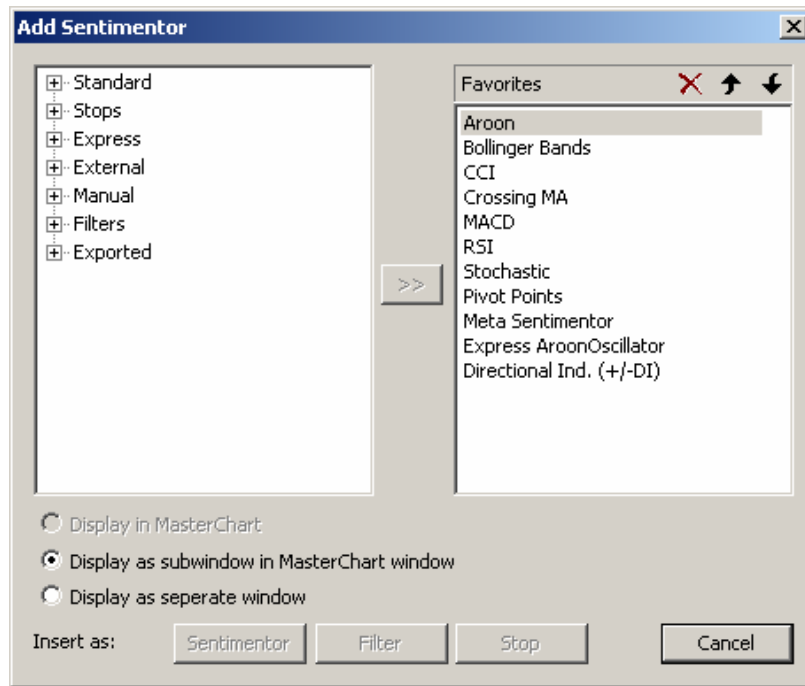 Add Sentimentor
Standard
Stops
Express
External
Manual
Filters
Exported
>>
Favorites
Aroon
Bollinger Bands
CCI
Crossing MA
MACD
RSI
Stochastic
Pivot Points
Meta Sentimentor
Express AroonOscillator
Directional Ind. (+/-DI)
Display in MasterChart
Display as subwindow in MasterChart window
Display as seperate window
Insert as: Sentimentor Filter Stop Cancel